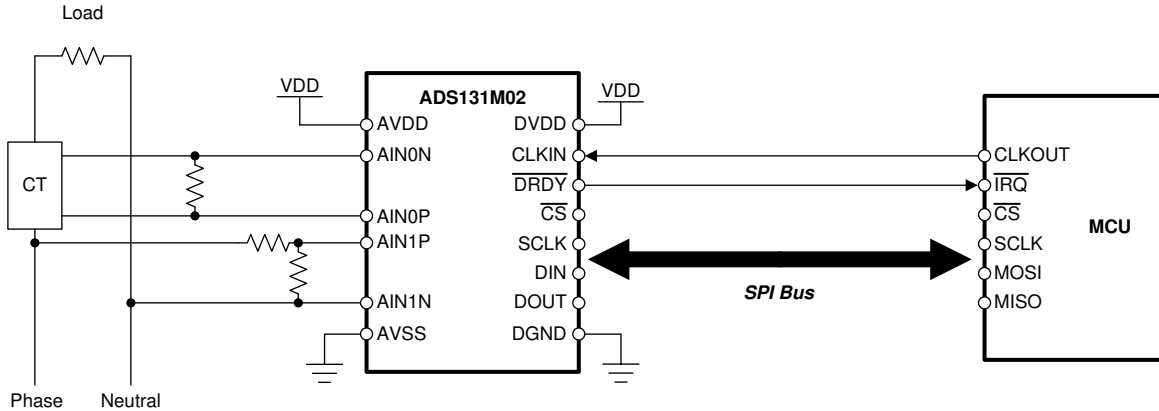 Load
VDD
ADS131M02
VDD
AVDD
DVDD
AIN0N
CLKIN
CLKOUT
CT
DRDY
IRQ
AIN0P
CS
CS
MCU
AIN1P
SCLK
SCLK
DIN
MOSI
SPI Bus
AIN1N
DOUT
MISO
AVSS
DGND
Phase
Neutral